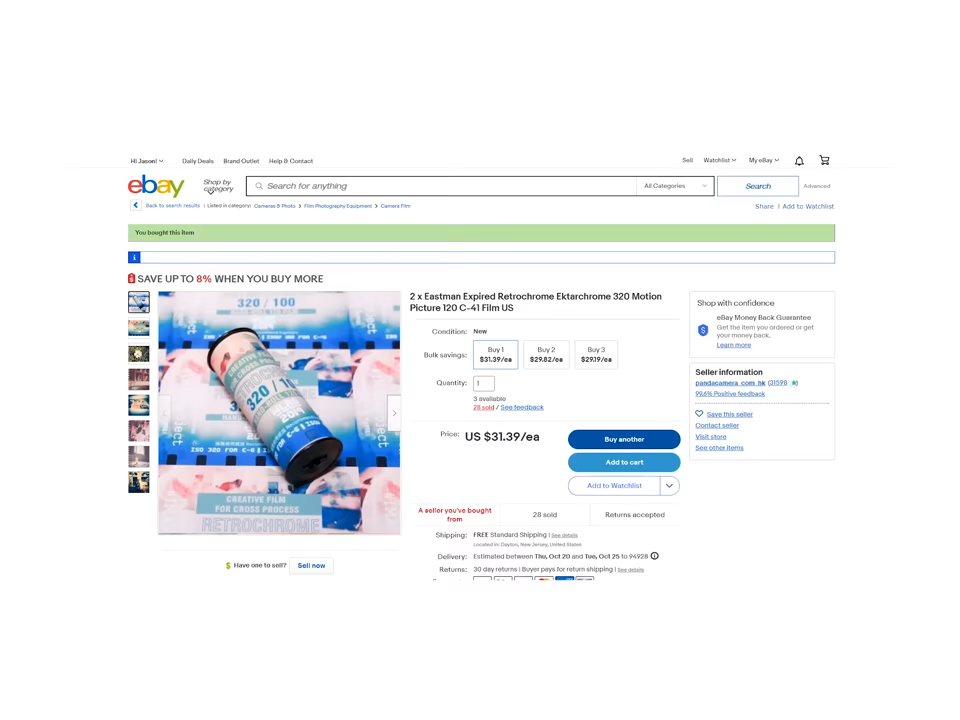 Hi Jason!
Daily Deals
Brand Outlet
Help & Contact
Sell
Watchlist
My eBay
ebay
Shop by category
Search for anything
All Categories
Search
Advanced
Back to search results
Listed in category:
Cameras & Photo
Film Photography Equipment
Camera Film
Share
Add to Watchlist
You bought this item
SAVE UP TO 8% WHEN YOU BUY MORE
320 / 100
CREATIVE FILM
FOR CROSS PROCESS
RETROCHROME
Have one to sell?
Sell now
2 x Eastman Expired Retrochrome Ektarchrome 320 Motion
Picture 120 C-41 Film US
Condition: New
Bulk savings:
Buy 1
$31.39/ea
Buy 2
$29.82/ea
Buy 3
$29.19/ea
Quantity: 1
3 available
28 sold / See feedback
Price: US $31.39/ea
Buy another
Add to cart
Add to Watchlist
A seller you've bought
from
28 sold
Returns accepted
Shipping: FREE Standard Shipping | See details
Located in: Dayton, New Jersey, United States
Delivery: Estimated between Thu, Oct 20 and Tue, Oct 25 to 94928
Returns: 30 day returns | Buyer pays for return shipping | See details
Shop with confidence
eBay Money Back Guarantee
Get the item you ordered or get
your money back.
Learn more
Seller information
pandacamera_com_hk (31598)
99.6% Positive feedback
Save this seller
Contact seller
Visit store
See other items